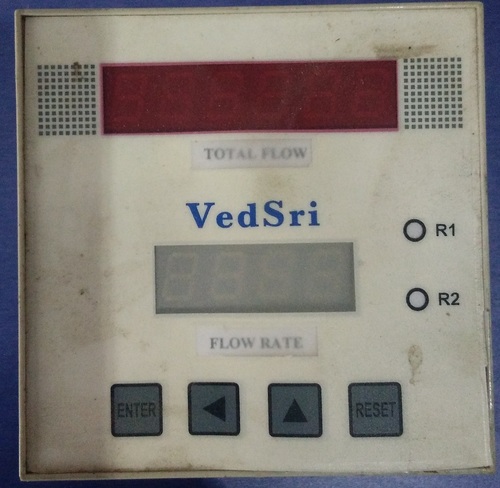 TOTAL FLOW
VedSri
R1
R2
FLOW RATE
ENTER
RESET